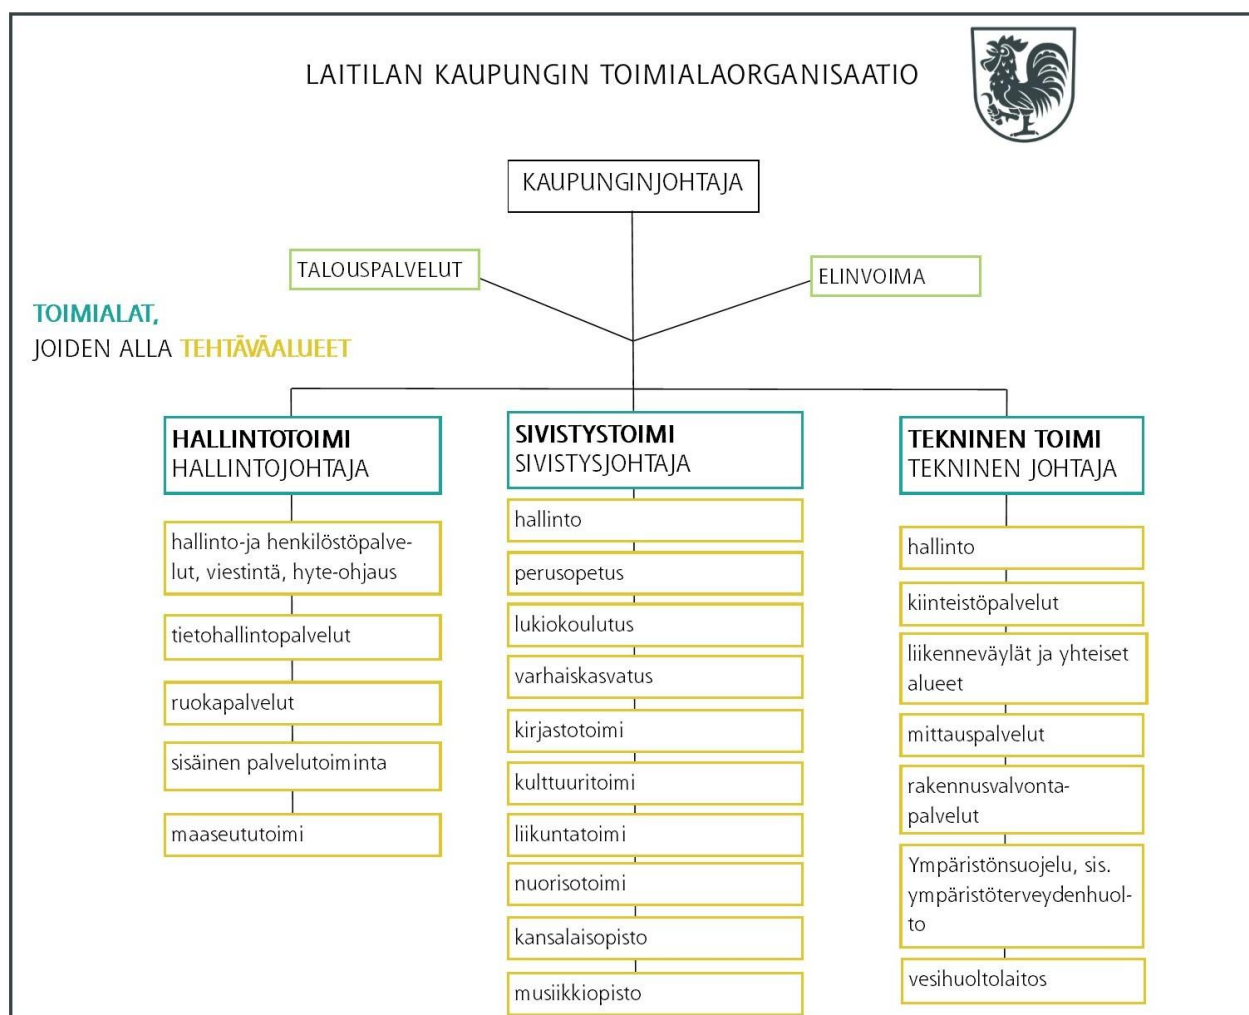 LAITILAN KAUPUNGIN TOIMIALAORGANISAATIO
KAUPUNGINJOHTAJA
TALOUSPALVELUT
ELINVOIMA
TOIMIALAT,
JOIDEN ALLA TEHTÄVÄALUEET
HALLINTOTOIMI
HALLINTOJOHTAJA
hallinto-ja henkilöstöpalve-
lut, viestintä, hyte-ohjaus
tietohallintopalvelut
ruokapalvelut
sisäinen palvelutoiminta
maaseututoimi
SIVISTYSTOIMI
SIVISTYSJOHTAJA
hallinto
perusopetus
lukiokoulutus
varhaiskasvatus
kirjastotoimi
kulttuuritoimi
liikuntatoimi
nuorisotoimi
kansalaisopisto
musiikkiopisto
TEKNINEN TOIMI
TEKNINEN JOHTAJA
hallinto
kiinteistöpalvelut
liikenneväylät ja yhteiset
alueet
mittauspalvelut
rakennusvalvonta-
palvelut
Ympäristönsuojelu, sis.
ympäristöterveydenhuol-
to
vesihuoltolaitos